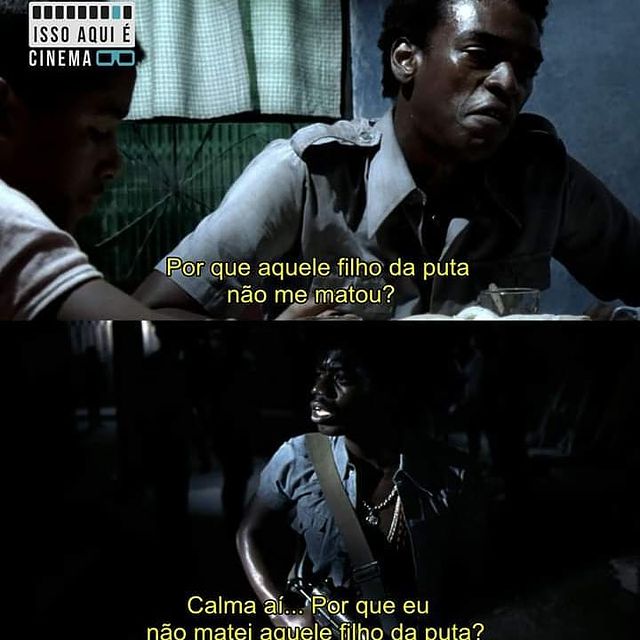 ISSO AQUI É
CINEMA
Por que aquele filho da puta
não me matou?
Calma aí... Por que eu
não matei aquele filho da puta?